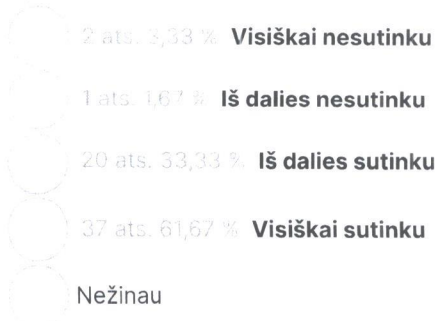 2 ats. 3,33 % Visiškai nesutinku
1 ats. 1,67 % Iš dalies nesutinku
20 ats. 33,33 % Iš dalies sutinku
37 ats. 61,67 % Visiškai sutinku
Nežinau